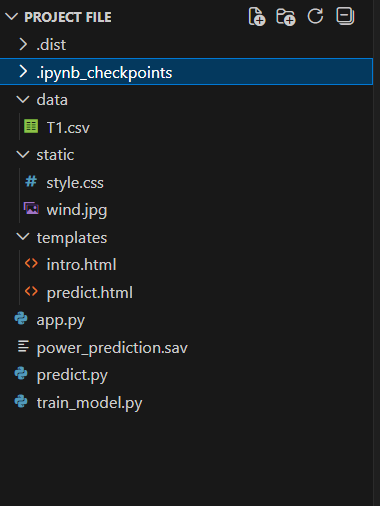 PROJECT FILE
.dist
.ipynb_checkpoints
data
T1.csv
static
style.css
wind.jpg
templates
intro.html
predict.html
app.py
power_prediction.sav
predict.py
train_model.py